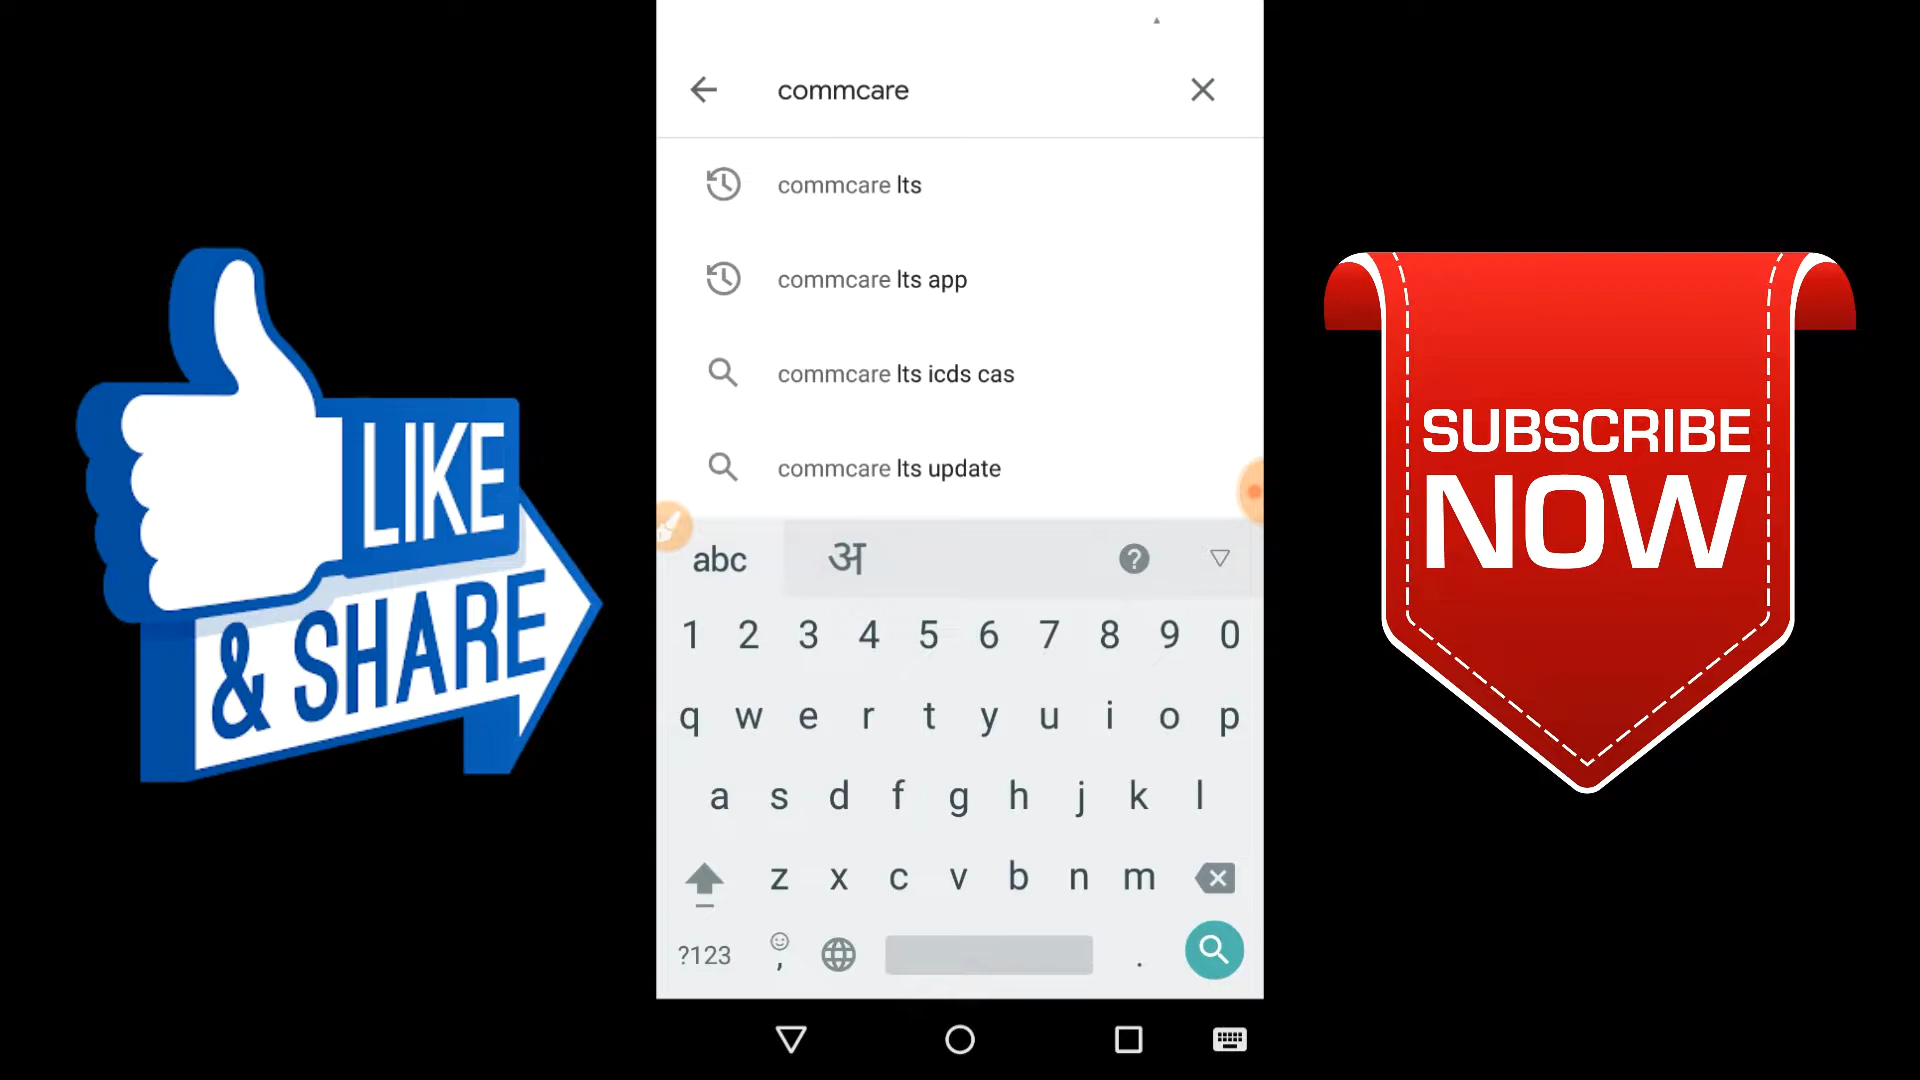 LIKE
& SHARE
commcare
commcare lts
commcare lts app
commcare lts icds cas
commcare lts update
abc अ ?
1 2 3 4 5 6 7 8 9 0
q w e r t y u i o p
a s d f g h j k l
z x c v b n m
?123 , .
SUBSCRIBE
NOW